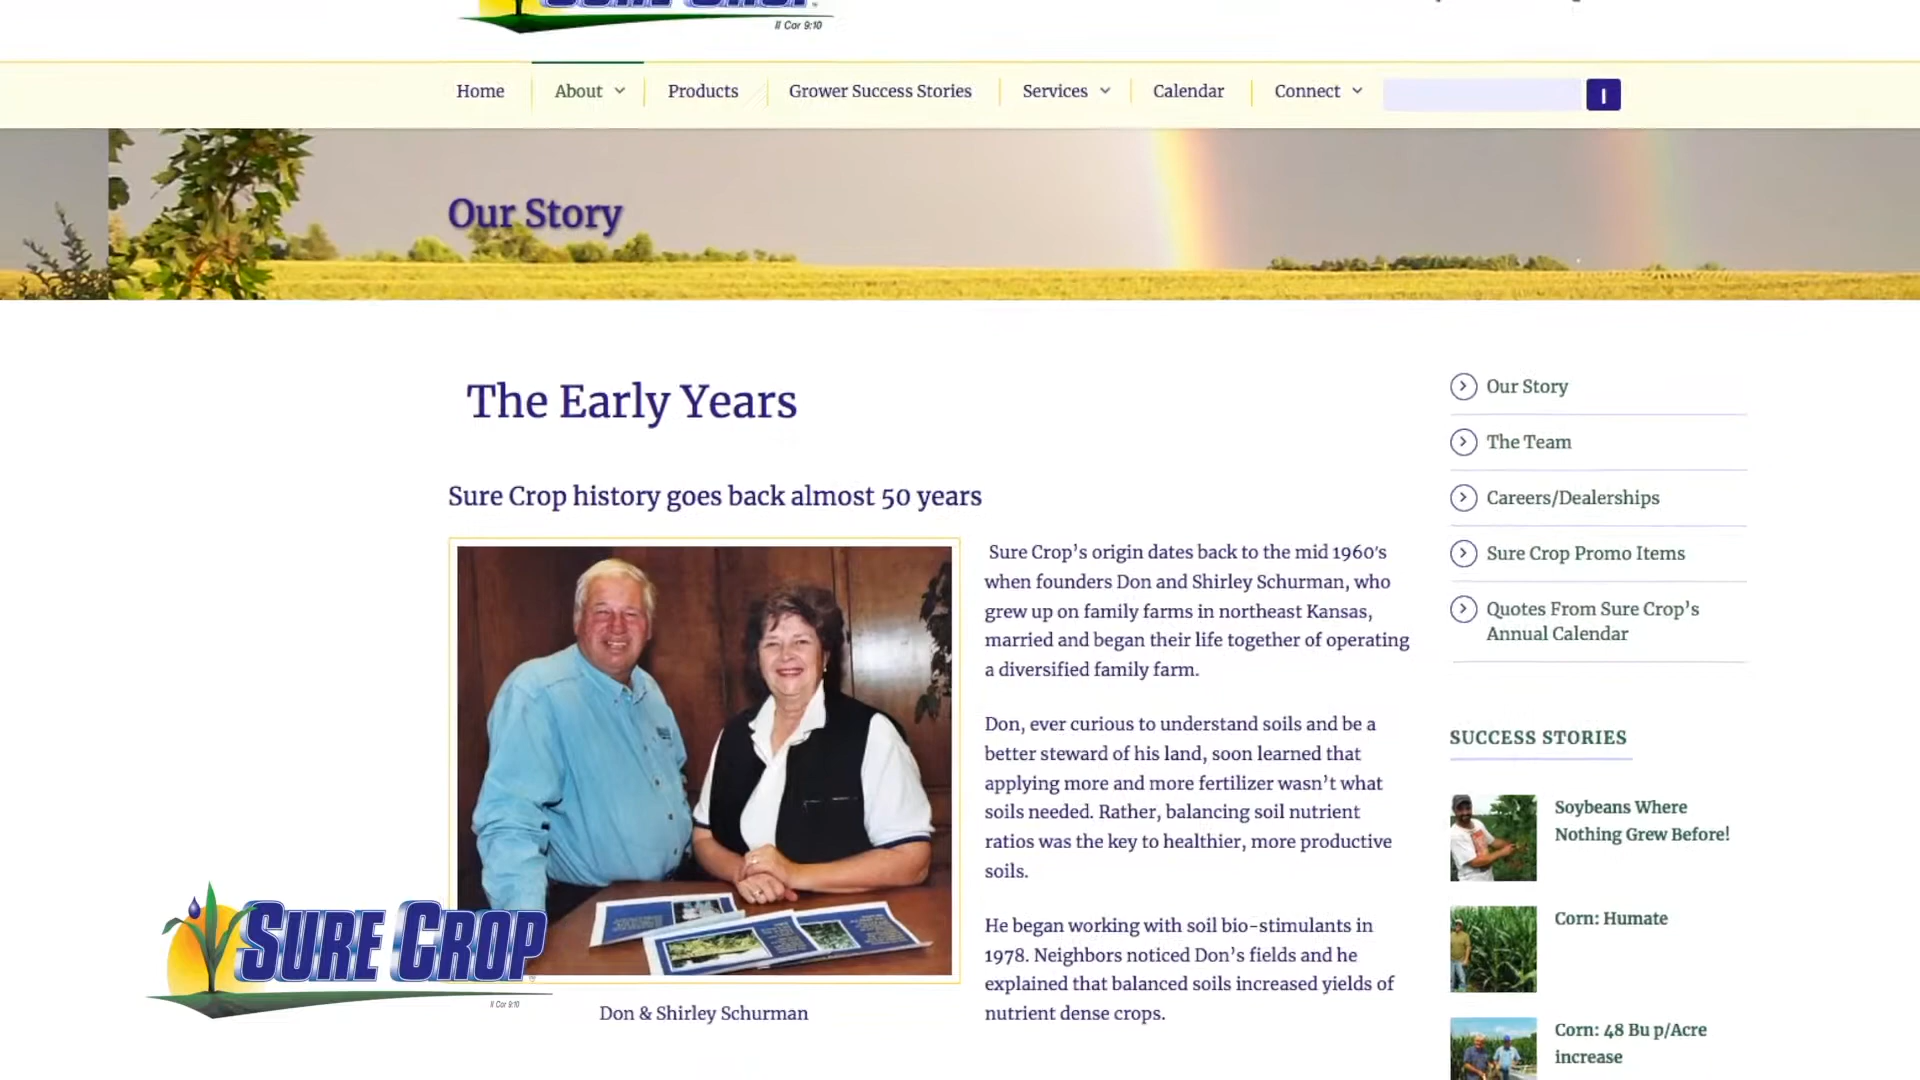 SURE CROP
II Cor 9:10
Home
About
Products
Grower Success Stories
Services
Calendar
Connect
Our Story
The Early Years
Sure Crop history goes back almost 50 years
Sure Crop’s origin dates back to the mid 1960’s
when founders Don and Shirley Schurman, who
grew up on family farms in northeast Kansas,
married and began their life together of operating
a diversified family farm.
Don, ever curious to understand soils and be a
better steward of his land, soon learned that
applying more and more fertilizer wasn’t what
soils needed. Rather, balancing soil nutrient
ratios was the key to healthier, more productive
soils.
He began working with soil bio-stimulants in
1978. Neighbors noticed Don’s fields and he
explained that balanced soils increased yields of
nutrient dense crops.
Don & Shirley Schurman
SURE CROP
II Cor 9:10
Our Story
The Team
Careers/Dealerships
Sure Crop Promo Items
Quotes From Sure Crop’s
Annual Calendar
SUCCESS STORIES
Soybeans Where
Nothing Grew Before!
Corn: Humate
Corn: 48 Bu p/Acre
increase